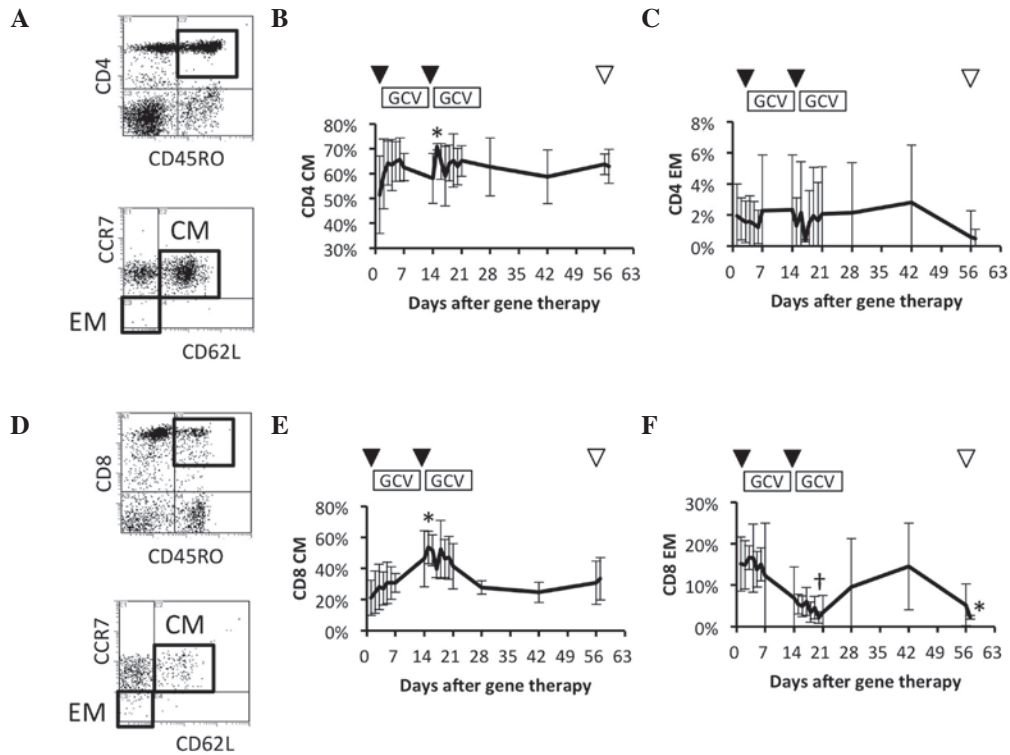 A
CD4
CD45RO
CCR7
CM
EM
CD62L
B
GCV GCV
CD4 CM
80%
70%
60%
50%
40%
30%
*
0 7 14 21 28 35 42 49 56 63
Days after gene therapy
C
GCV GCV
CD4 EM
8%
6%
4%
2%
0%
0 7 14 21 28 35 42 49 56 63
Days after gene therapy
D
CD8
CD45RO
CCR7
CM
EM
CD62L
E
GCV GCV
CD8 CM
80%
60%
40%
20%
0%
*
0 7 14 21 28 35 42 49 56 63
Days after gene therapy
F
GCV GCV
CD8 EM
30%
20%
10%
0%
†
*
0 7 14 21 28 35 42 49 56 63
Days after gene therapy